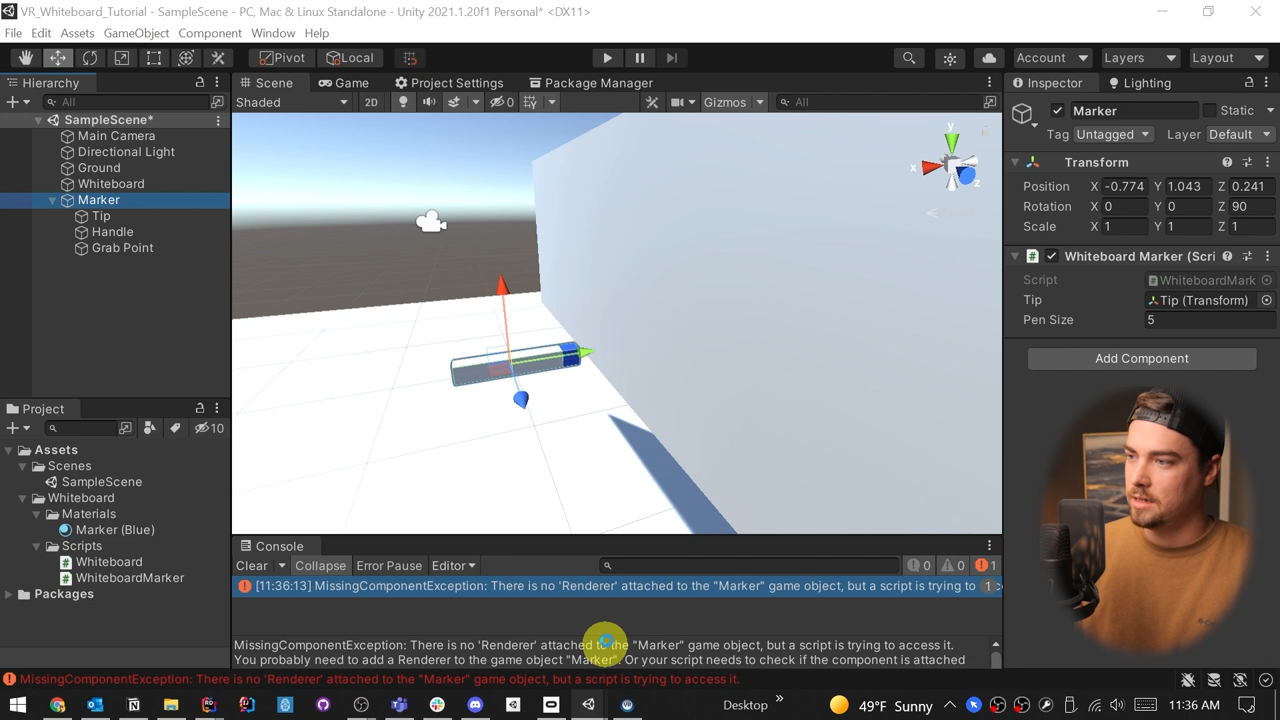 VR_Whiteboard_Tutorial - SampleScene - PC, Mac & Linux Standalone - Unity 2021.1.20f1 Personal* <DX11>
File Edit Assets GameObject Component Window Help
Pivot Local Account Layers Layout
Hierarchy
All
SampleScene*
Main Camera
Directional Light
Ground
Whiteboard
Marker
Tip
Handle
Grab Point
Scene Game Project Settings Package Manager
Shaded 2D 0 Gizmos All
y
x
z
Inspector Lighting
Marker Static
Tag Untagged Layer Default
Transform
Position X -0.774 Y 1.043 Z 0.241
Rotation X 0 Y 0 Z 90
Scale X 1 Y 1 Z 1
Whiteboard Marker (Scri
Script WhiteboardMark
Tip Tip (Transform)
Pen Size 5
Add Component
Project
10
Assets
Scenes
SampleScene
Whiteboard
Materials
Marker (Blue)
Scripts
Whiteboard
WhiteboardMarker
Packages
Console
Clear Collapse Error Pause Editor 0 0 1
[11:36:13] MissingComponentException: There is no 'Renderer' attached to the "Marker" game object, but a script is trying to 1
MissingComponentException: There is no 'Renderer' attached to the "Marker" game object, but a script is trying to access it.
You probably need to add a Renderer to the game object "Marker". Or your script needs to check if the component is attached
MissingComponentException: There is no 'Renderer' attached to the "Marker" game object, but a script is trying to access it.
Desktop 49°F Sunny 11:36 AM